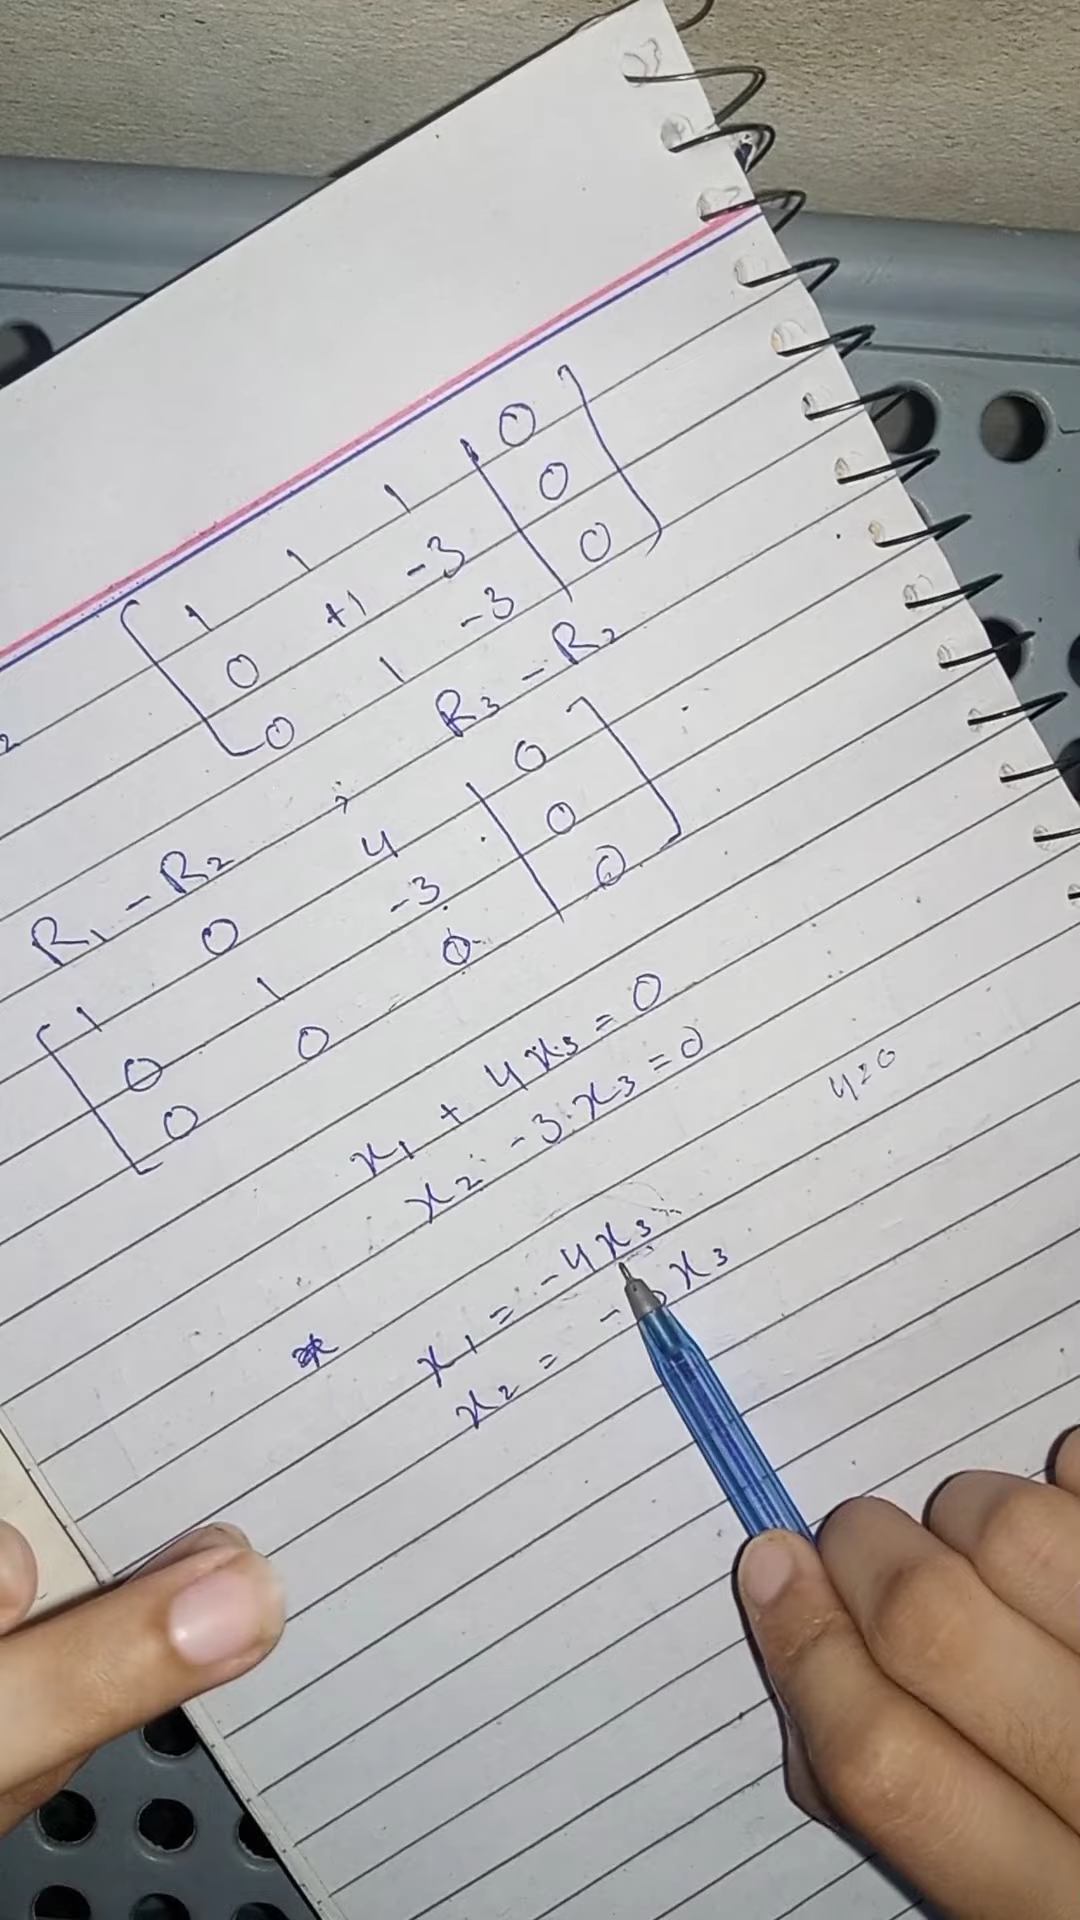 1 1 1 | 0
0 +1 -3 | 0
0 1 -3 | 0
R₃ - R₂
R₁ - R₂ ,
1 0 4 | 0
0 1 -3 | 0
0 0 0 | 0
x₁ + 4x₃ = 0
x₂ - 3x₃ = 0
x₁ = -4x₃
x₂ = - x₃